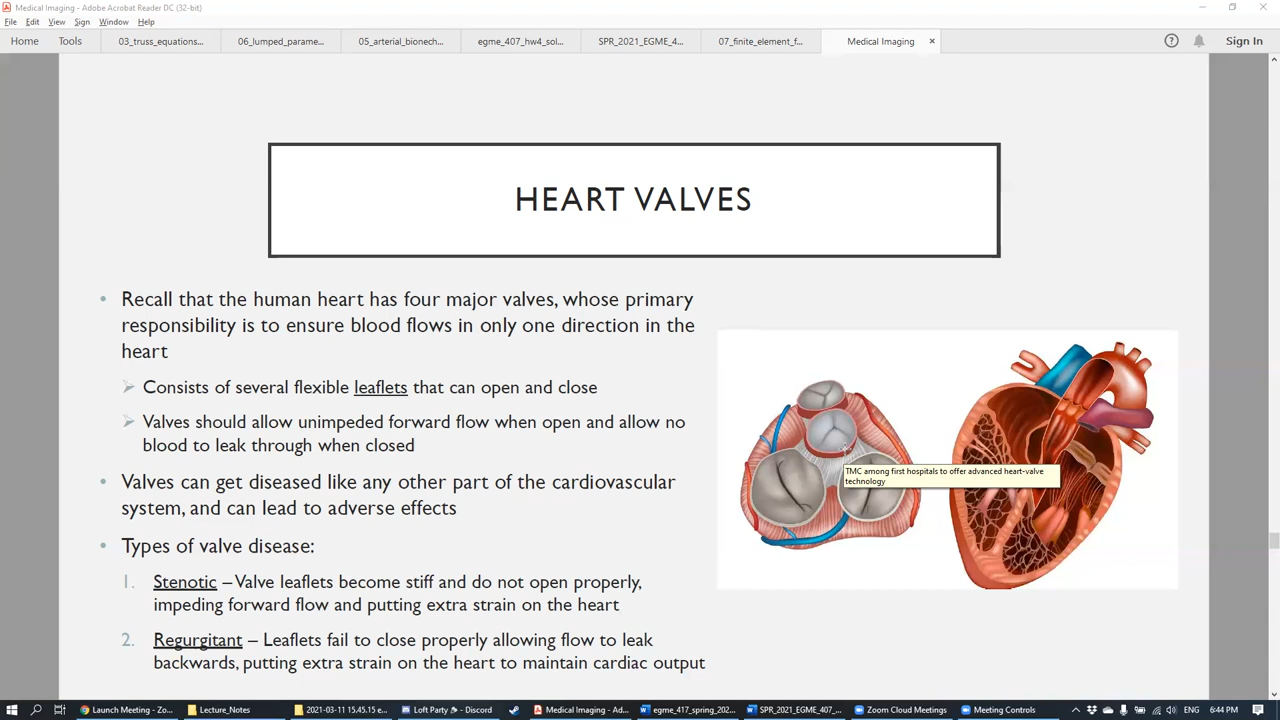 Medical Imaging - Adobe Acrobat Reader DC (32-bit)
File Edit View Sign Window Help
Home Tools 03_truss_equations... 06_lumped_parame... 05_arterial_bionech... egme_407_hw4_sol... SPR_2021_EGME_4... 07_finite_element_f... Medical Imaging × Sign In
HEART VALVES
• Recall that the human heart has four major valves, whose primary
responsibility is to ensure blood flows in only one direction in the
heart
➢ Consists of several flexible leaflets that can open and close
➢ Valves should allow unimpeded forward flow when open and allow no
blood to leak through when closed
• Valves can get diseased like any other part of the cardiovascular
system, and can lead to adverse effects
• Types of valve disease:
1. Stenotic – Valve leaflets become stiff and do not open properly,
impeding forward flow and putting extra strain on the heart
2. Regurgitant – Leaflets fail to close properly allowing flow to leak
backwards, putting extra strain on the heart to maintain cardiac output
TMC among first hospitals to offer advanced heart-valve
technology
Launch Meeting - Zo... Lecture_Notes 2021-03-11 15.45.15 e... Loft Party - Discord Medical Imaging - Ad... egme_417_spring_202... SPR_2021_EGME_407_... Zoom Cloud Meetings Meeting Controls 6:44 PM